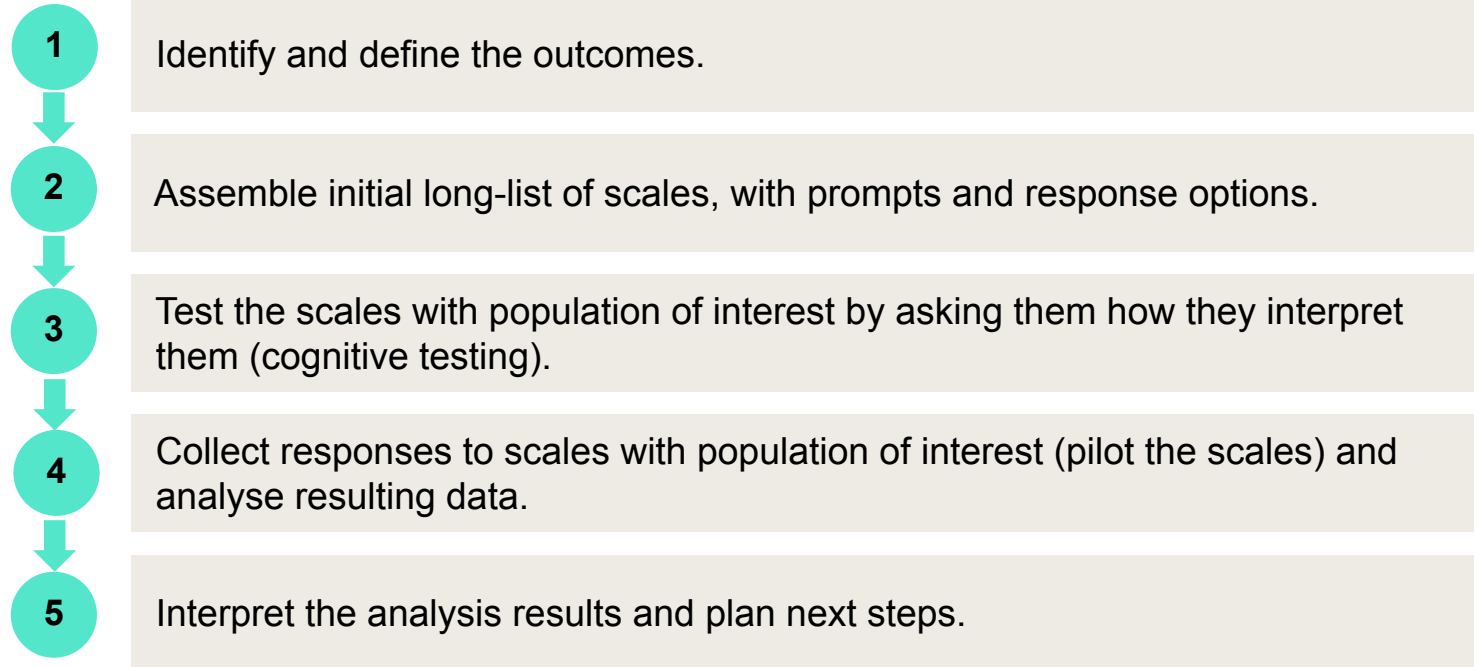 1
Identify and define the outcomes.
2
Assemble initial long-list of scales, with prompts and response options.
3
Test the scales with population of interest by asking them how they interpret
them (cognitive testing).
4
Collect responses to scales with population of interest (pilot the scales) and
analyse resulting data.
5
Interpret the analysis results and plan next steps.